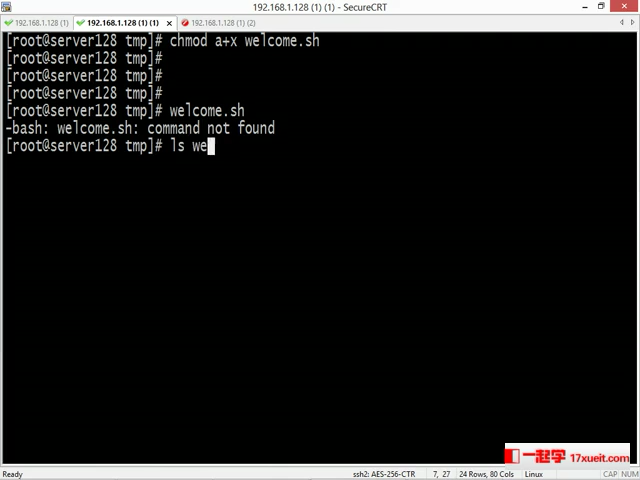 192.168.1.128 (1) (1) - SecureCRT
192.168.1.128 (1)
192.168.1.128 (1) (1)
192.168.1.128 (1) (2)
[root@server128 tmp]# chmod a+x welcome.sh
[root@server128 tmp]#
[root@server128 tmp]#
[root@server128 tmp]#
[root@server128 tmp]# welcome.sh
-bash: welcome.sh: command not found
[root@server128 tmp]# ls we
一起学 17xueit.com
Ready
ssh2: AES-256-CTR
7, 27
24 Rows, 80 Cols
Linux
CAP NUM